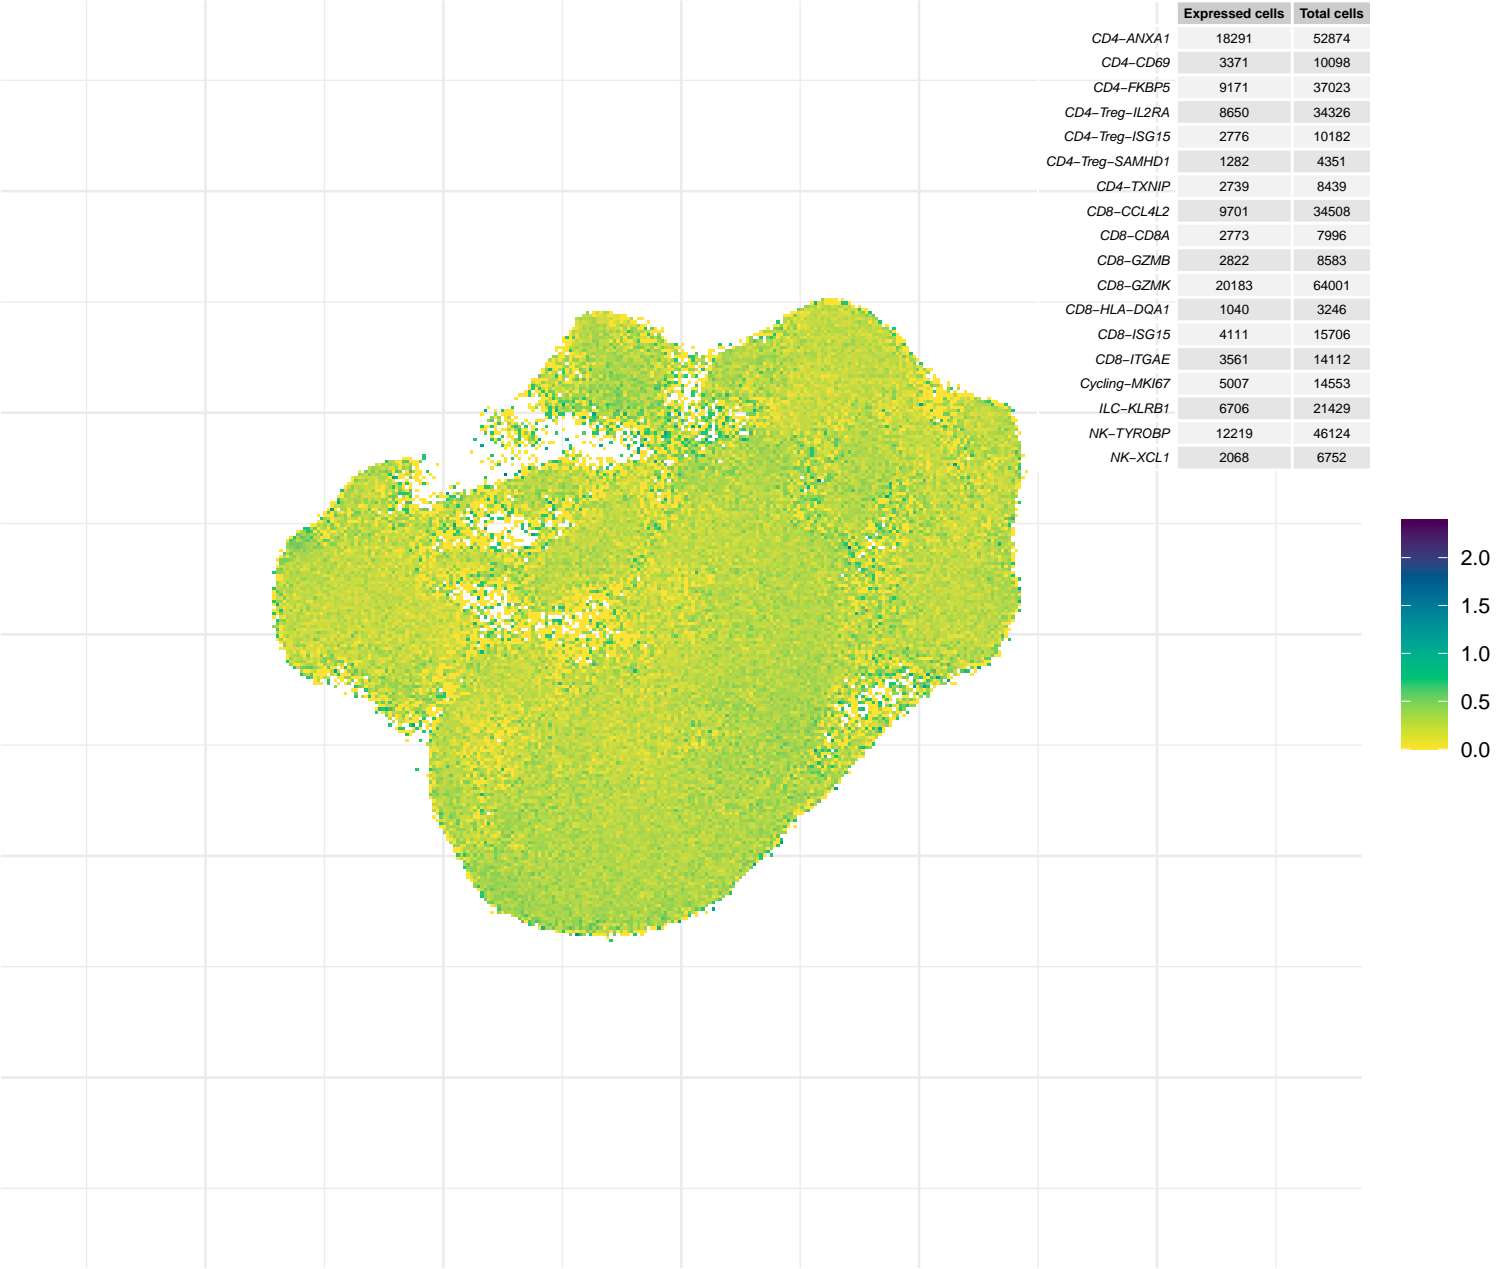 Expressed cells Total cells
CD4−ANXA1 18291 52874
CD4−CD69 3371 10098
CD4−FKBP5 9171 37023
CD4−Treg−IL2RA 8650 34326
CD4−Treg−ISG15 2776 10182
CD4−Treg−SAMHD1 1282 4351
CD4−TXNIP 2739 8439
CD8−CCL4L2 9701 34508
CD8−CD8A 2773 7996
CD8−GZMB 2822 8583
CD8−GZMK 20183 64001
CD8−HLA−DQA1 1040 3246
CD8−ISG15 4111 15706
CD8−ITGAE 3561 14112
Cycling−MKI67 5007 14553
ILC−KLRB1 6706 21429
NK−TYROBP 12219 46124
NK−XCL1 2068 6752
2.0
1.5
1.0
0.5
0.0